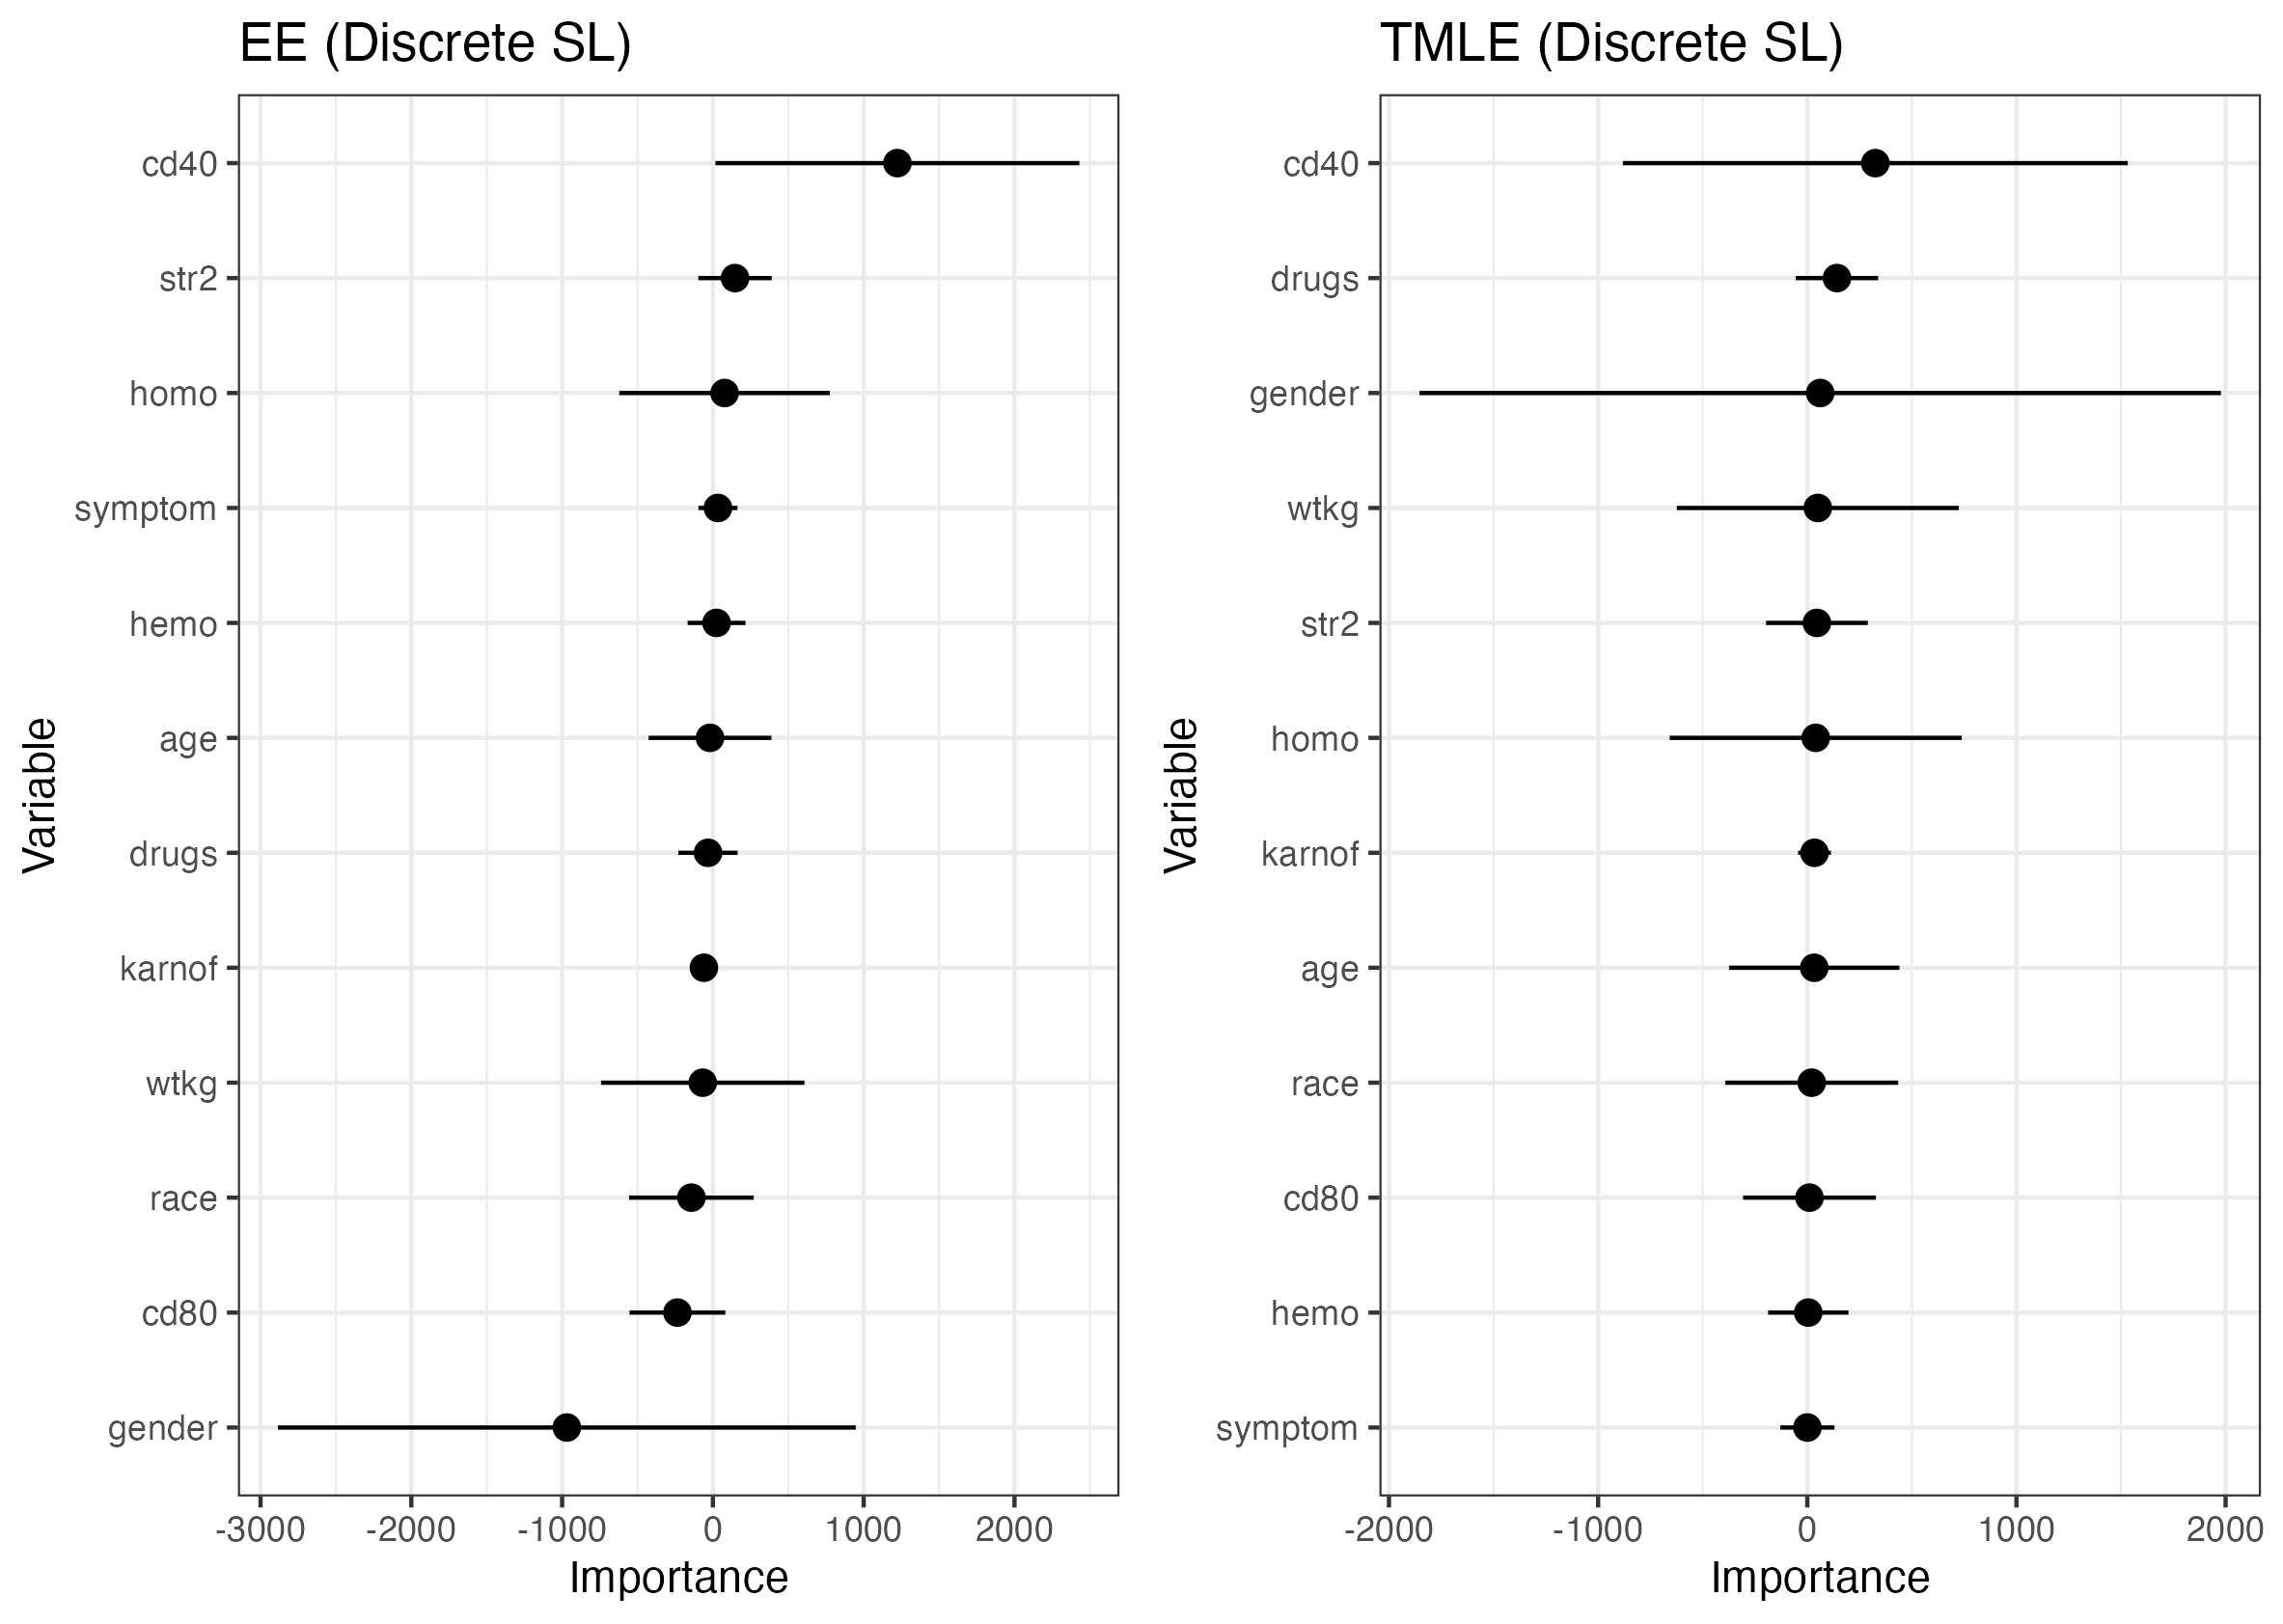 EE (Discrete SL)
Variable
cd40
str2
homo
symptom
hemo
age
drugs
karnof
wtkg
race
cd80
gender
-3000 -2000 -1000 0 1000 2000
Importance
TMLE (Discrete SL)
Variable
cd40
drugs
gender
wtkg
str2
homo
karnof
age
race
cd80
hemo
symptom
-2000 -1000 0 1000 2000
Importance